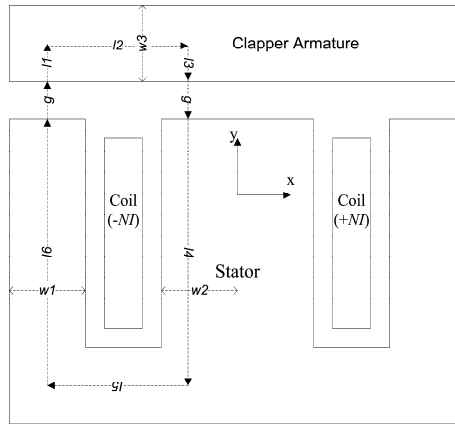 l2
w3
Clapper Armature
l1
l3
g
g
y
x
Coil
(-NI)
Coil
(+NI)
l6
l4
Stator
w1
w2
l5